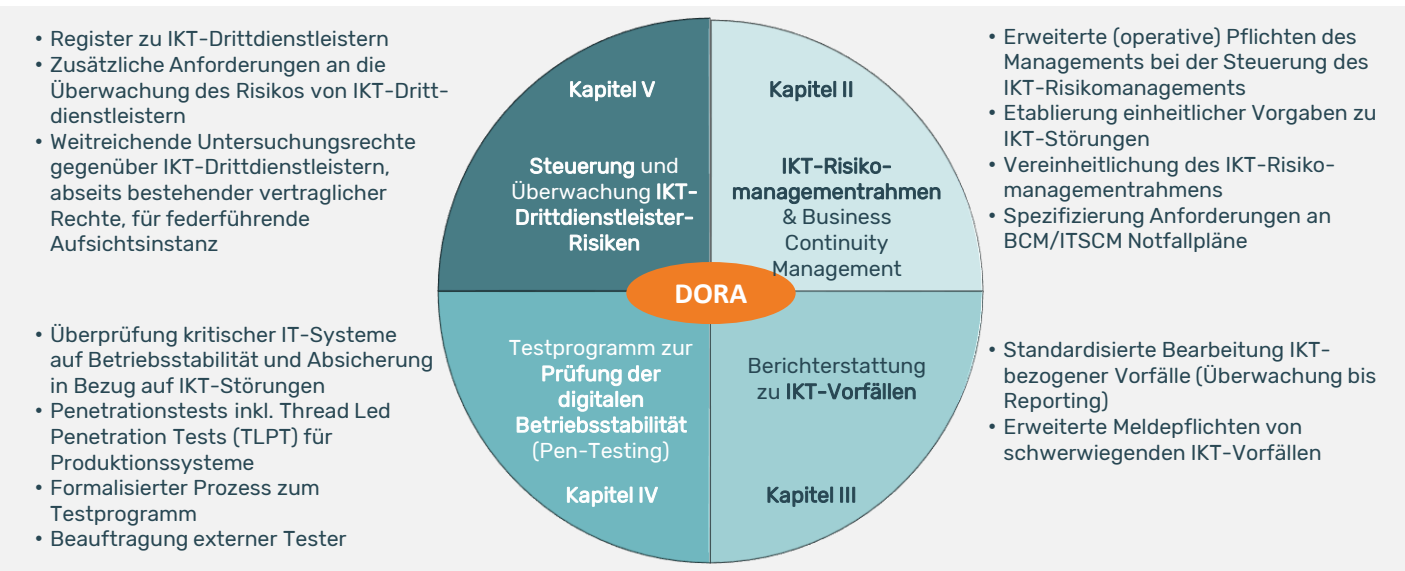 • Register zu IKT-Drittdienstleistern
• Zusätzliche Anforderungen an die
Überwachung des Risikos von IKT-Dritt-
dienstleistern
• Weitreichende Untersuchungsrechte
gegenüber IKT-Drittdienstleistern,
abseits bestehender vertraglicher
Rechte, für federführende
Aufsichtsinstanz
Kapitel V
Steuerung und
Überwachung IKT-
Drittdienstleister-
Risiken
Kapitel II
IKT-Risiko-
managementrahmen
& Business
Continuity
Management
• Erweiterte (operative) Pflichten des
Managements bei der Steuerung des
IKT-Risikomanagements
• Etablierung einheitlicher Vorgaben zu
IKT-Störungen
• Vereinheitlichung des IKT-Risiko-
managementrahmens
• Spezifizierung Anforderungen an
BCM/ITSCM Notfallpläne
DORA
• Überprüfung kritischer IT-Systeme
auf Betriebsstabilität und Absicherung
in Bezug auf IKT-Störungen
• Penetrationstests inkl. Thread Led
Penetration Tests (TLPT) für
Produktionssysteme
• Formalisierter Prozess zum
Testprogramm
• Beauftragung externer Tester
Testprogramm zur
Prüfung der
digitalen
Betriebsstabilität
(Pen-Testing)
Kapitel IV
Berichterstattung
zu IKT-Vorfällen
Kapitel III
• Standardisierte Bearbeitung IKT-
bezogener Vorfälle (Überwachung bis
Reporting)
• Erweiterte Meldepflichten von
schwerwiegenden IKT-Vorfällen